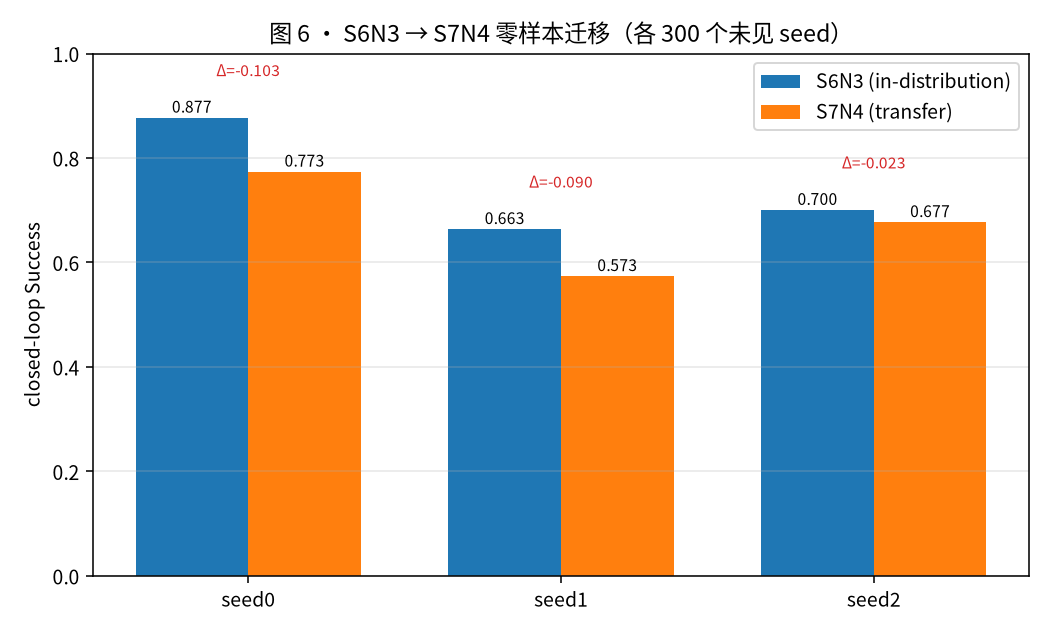 图 6 · S6N3 → S7N4 零样本迁移（各 300 个未见 seed）
closed-loop Success
1.0
0.8
0.6
0.4
0.2
0.0
Δ=-0.103
0.877
0.773
Δ=-0.090
0.663
0.573
Δ=-0.023
0.700
0.677
S6N3 (in-distribution)
S7N4 (transfer)
seed0
seed1
seed2